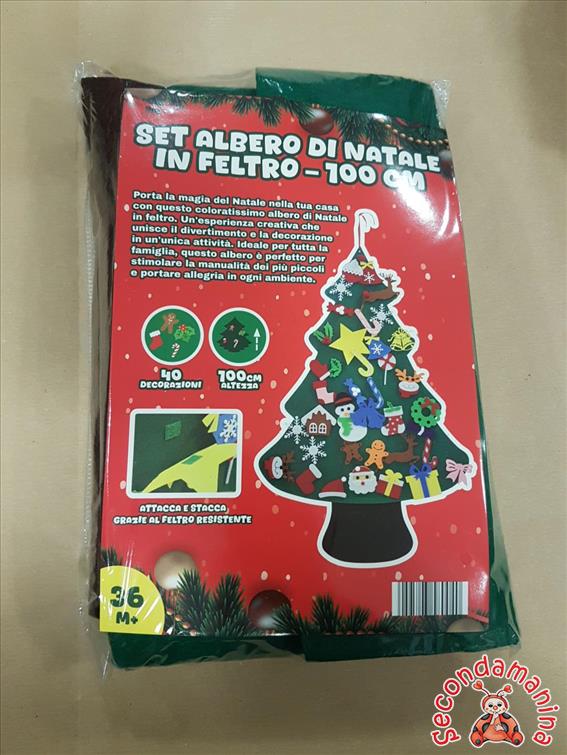 SET ALBERO DI NATALE
IN FELTRO - 100 CM
Porta la magia del Natale nella tua casa
con questo coloratissimo albero di Natale
in feltro. Un'esperienza creativa che
unisce il divertimento e la decorazione
in un'unica attività. Ideale per tutta la
famiglia, questo albero è perfetto per
stimolare la manualità dei più piccoli
e portare allegria in ogni ambiente.
40
DECORAZIONI
100CM
ALTEZZA
ATTACCA E STACCA,
GRAZIE AL FELTRO RESISTENTE
36
M+
Secondamanina